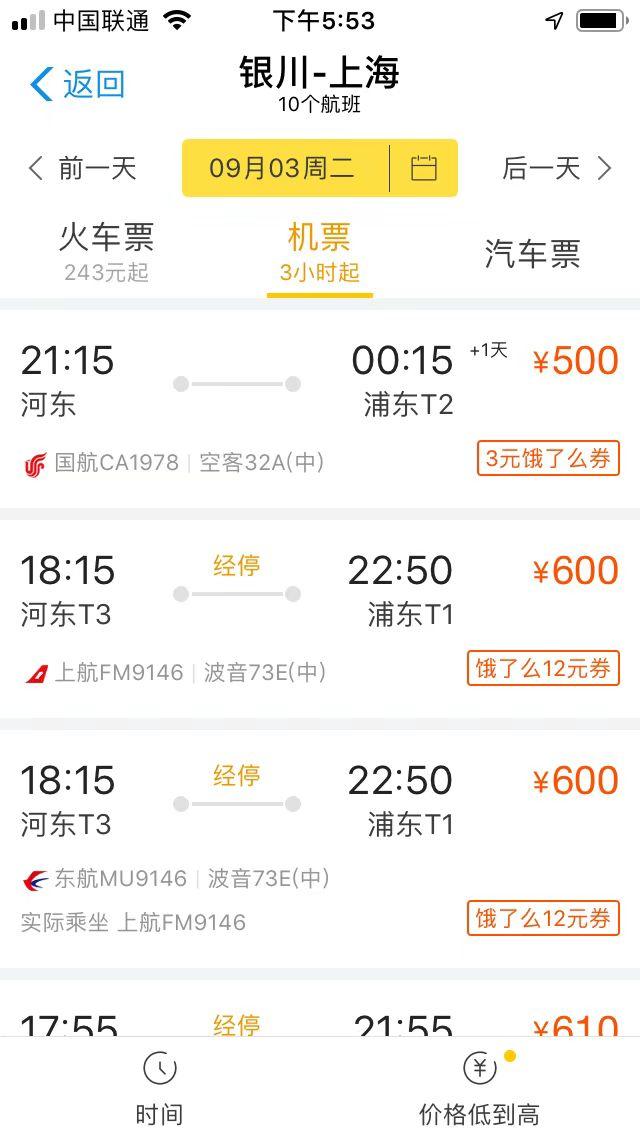 中国联通 下午5:53
返回 银川-上海
10个航班
前一天 09月03周二 后一天
火车票 机票 汽车票
243元起 3小时起
21:15 00:15 +1天 ¥500
河东 浦东T2
国航CA1978 | 空客32A(中) 3元饿了么券
18:15 经停 22:50 ¥600
河东T3 浦东T1
上航FM9146 | 波音73E(中) 饿了么12元券
18:15 经停 22:50 ¥600
河东T3 浦东T1
东航MU9146 | 波音73E(中)
实际乘坐 上航FM9146 饿了么12元券
17:55 经停 21:55 ¥610
时间 价格低到高